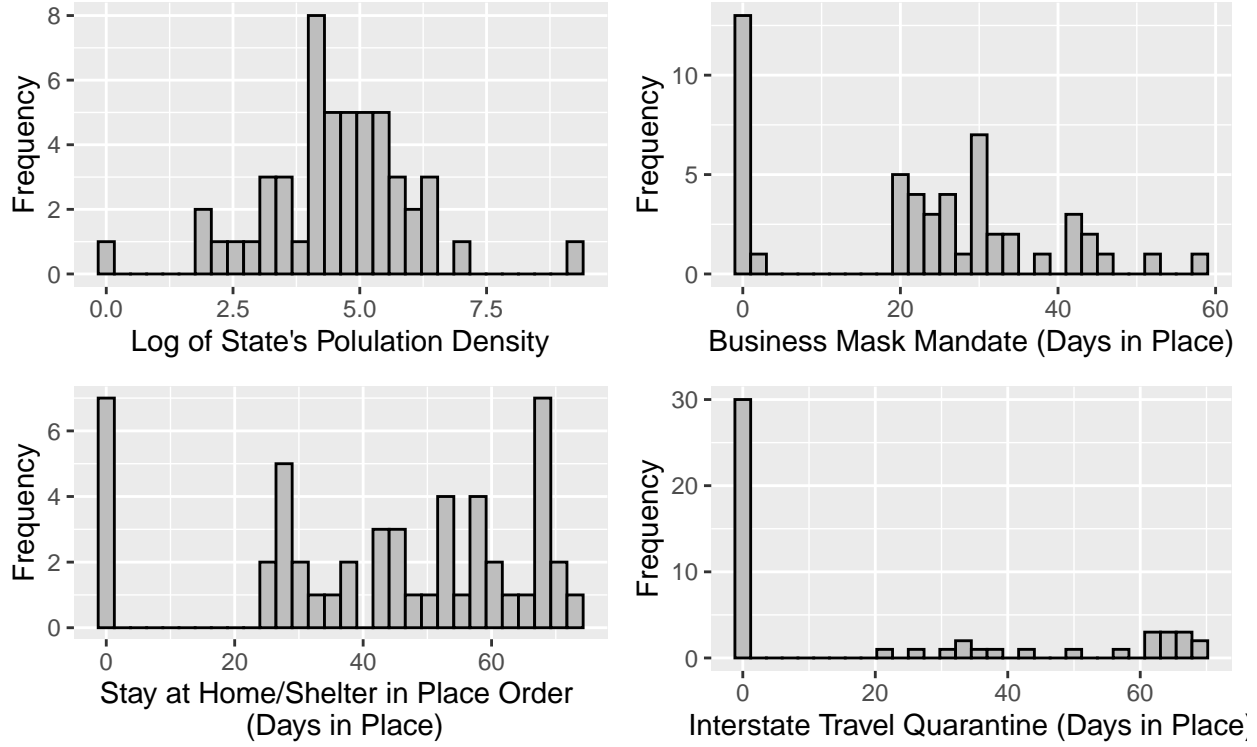 8
6
4
2
0
Frequency
0.0 2.5 5.0 7.5
Log of State's Polulation Density
10
5
0
Frequency
0 20 40 60
Business Mask Mandate (Days in Place)
6
4
2
0
Frequency
0 20 40 60
Stay at Home/Shelter in Place Order
(Days in Place)
30
20
10
0
Frequency
0 20 40 60
Interstate Travel Quarantine (Days in Place)